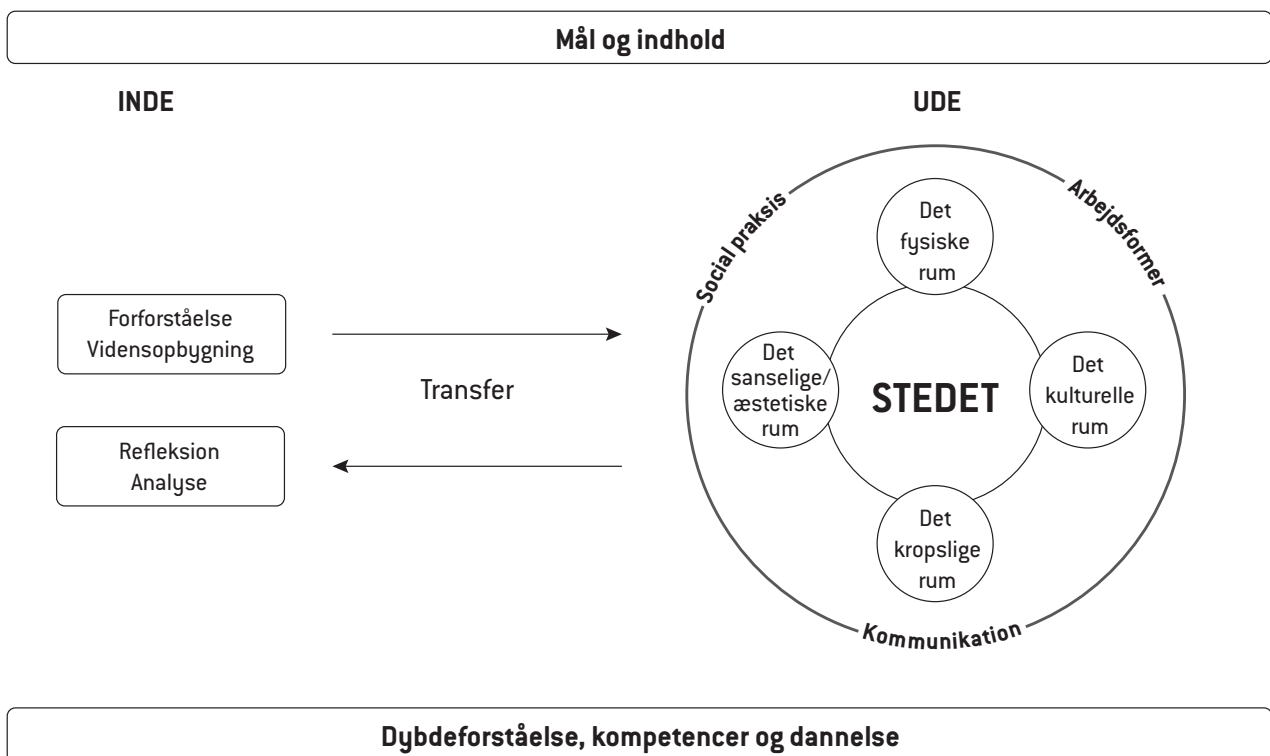 Mål og indhold
INDE
UDE
Social praksis
Arbejdsformer
Det
fysiske
rum
Forforståelse
Vidensopbygning
Transfer
Det
sanselige/
æstetiske
rum
STEDET
Det
kulturelle
rum
Refleksion
Analyse
Det
kropslige
rum
Kommunikation
Dybdeforståelse, kompetencer og dannelse